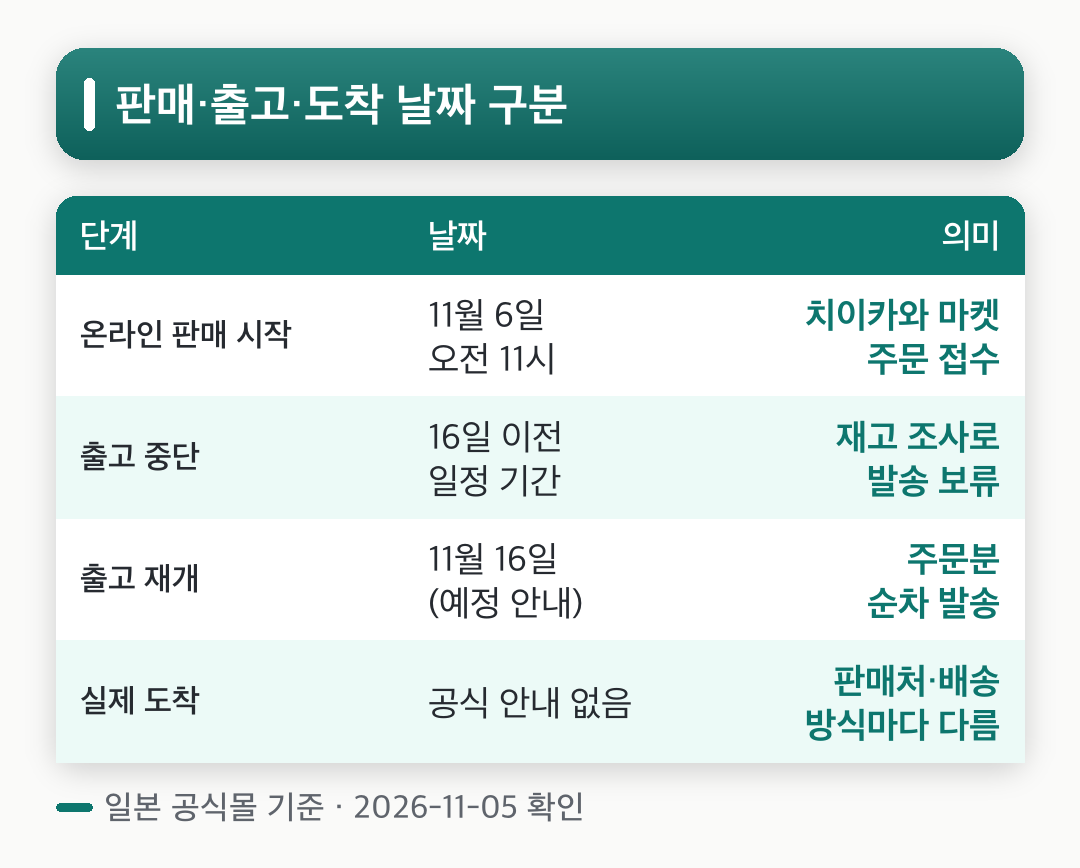 판매·출고·도착 날짜 구분
단계 날짜 의미
온라인 판매 시작
11월 6일
오전 11시
치이카와 마켓
주문 접수
출고 중단
16일 이전
일정 기간
재고 조사로
발송 보류
출고 재개
11월 16일
(예정 안내)
주문분
순차 발송
실제 도착
공식 안내 없음
판매처·배송
방식마다 다름
일본 공식몰 기준 · 2026-11-05 확인